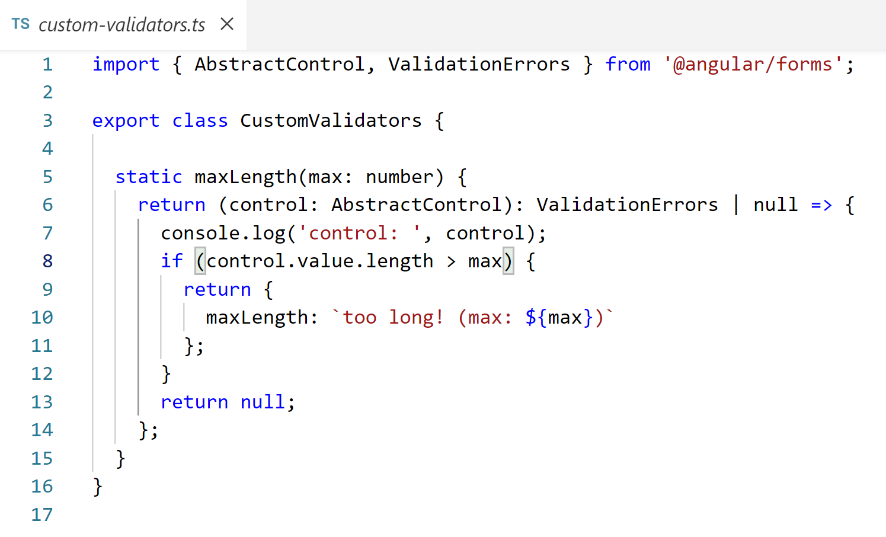 TS custom-validators.ts ×
1 import { AbstractControl, ValidationErrors } from '@angular/forms';
2
3 export class CustomValidators {
4
5   static maxLength(max: number) {
6     return (control: AbstractControl): ValidationErrors | null => {
7       console.log('control: ', control);
8       if (control.value.length > max) {
9         return {
10           maxLength: `too long! (max: ${max})`
11         };
12       }
13       return null;
14     };
15   }
16 }
17